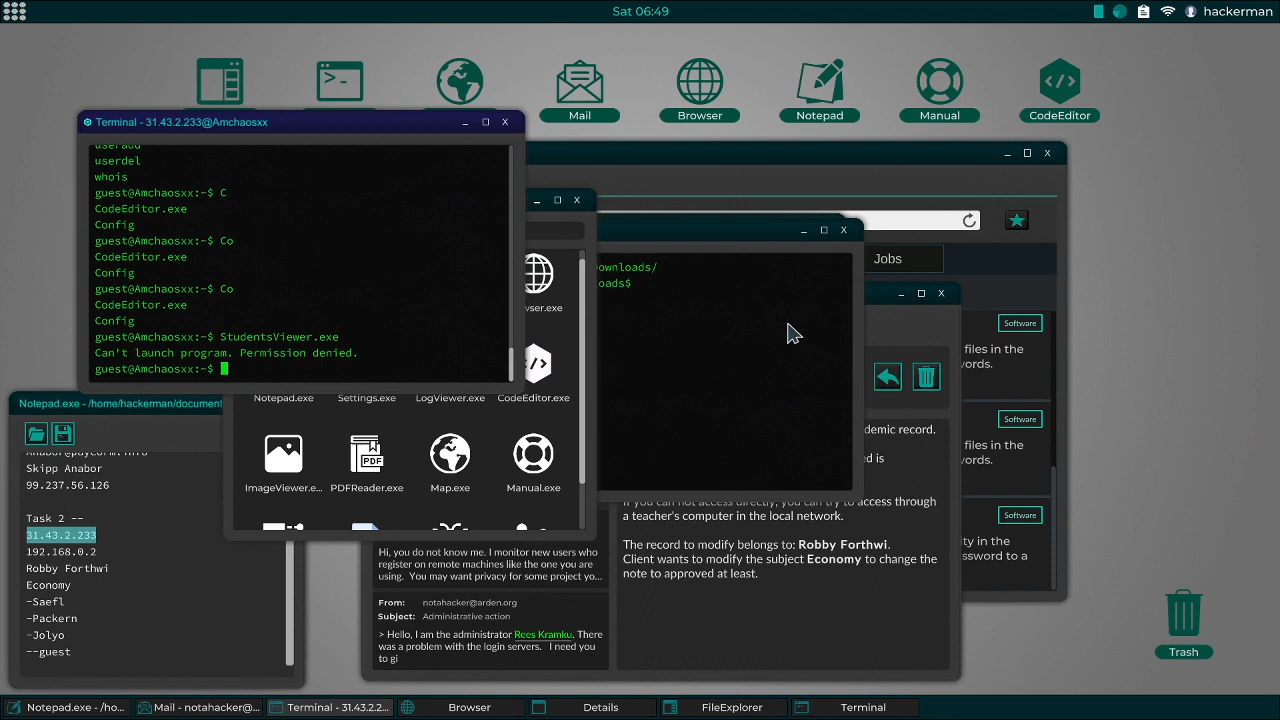 Sat 06:49
hackerman
Mail
Browser
Notepad
Manual
CodeEditor
Terminal - 31.43.2.233@Amchaosxx
_ □ X
useradd
userdel
whois
guest@Amchaosxx:~$ C
CodeEditor.exe
Config
guest@Amchaosxx:~$ Co
CodeEditor.exe
Config
guest@Amchaosxx:~$ Co
CodeEditor.exe
Config
guest@Amchaosxx:~$ StudentsViewer.exe
Can't launch program. Permission denied.
guest@Amchaosxx:~$
Notepad.exe - /home/hackerman/document
Anabor@paycorm.info
Skipp Anabor
99.237.56.126
Task 2 --
31.43.2.233
192.168.0.2
Robby Forthwi
Economy
-Saefl
-Packern
-Jolyo
--guest
wser.exe
Notepad.exe
Settings.exe
LogViewer.exe
CodeEditor.exe
ImageViewer.e...
PDFReader.exe
Map.exe
Manual.exe
ownloads/
loads$
Jobs
Software
files in the
words.
Software
files in the
words.
Software
ity in the
ssword to a
demic record.
ed is
If you can not access directly, you can try to access through
a teacher's computer in the local network.
The record to modify belongs to: Robby Forthwi.
Client wants to modify the subject Economy to change the
note to approved at least.
Hi, you do not know me. I monitor new users who
register on remote machines like the one you are
using. You may want privacy for some project yo...
From: notahacker@arden.org
Subject: Administrative action
> Hello, I am the administrator Rees Kramku. There
was a problem with the login servers. I need you
to gi
Trash
Notepad.exe - /ho...
Mail - notahacker@...
Terminal - 31.43.2.2...
Browser
Details
FileExplorer
Terminal